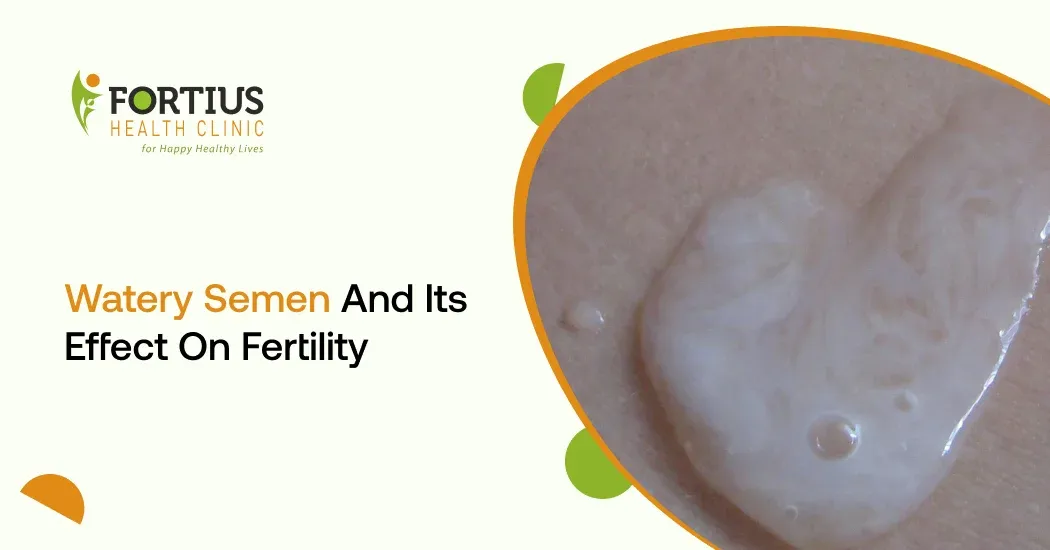 FORTIUS
HEALTH CLINIC
for Happy Healthy Lives
Watery Semen And Its
Effect On Fertility